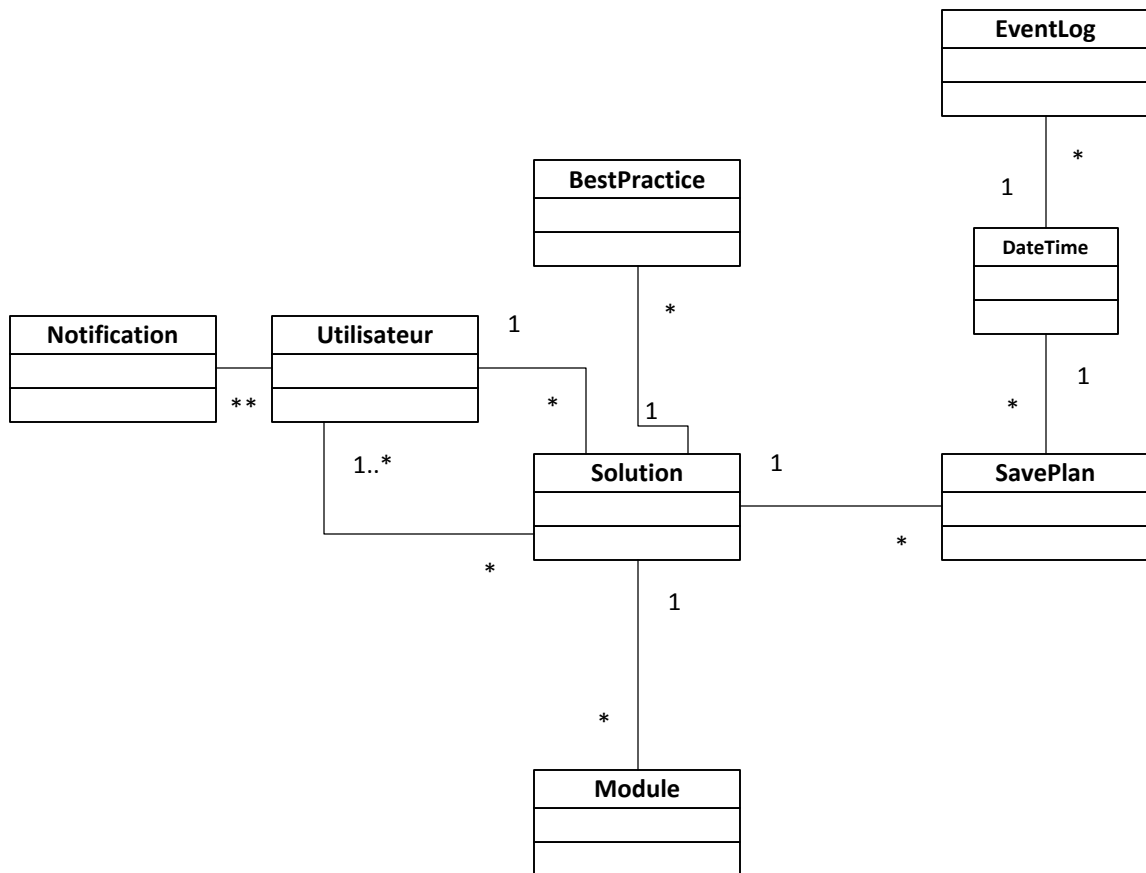 EventLog
*
1
BestPractice
DateTime
*
Notification
Utilisateur
1
1
**
*
1
*
1..*
1
Solution
SavePlan
*
*
1
*
Module